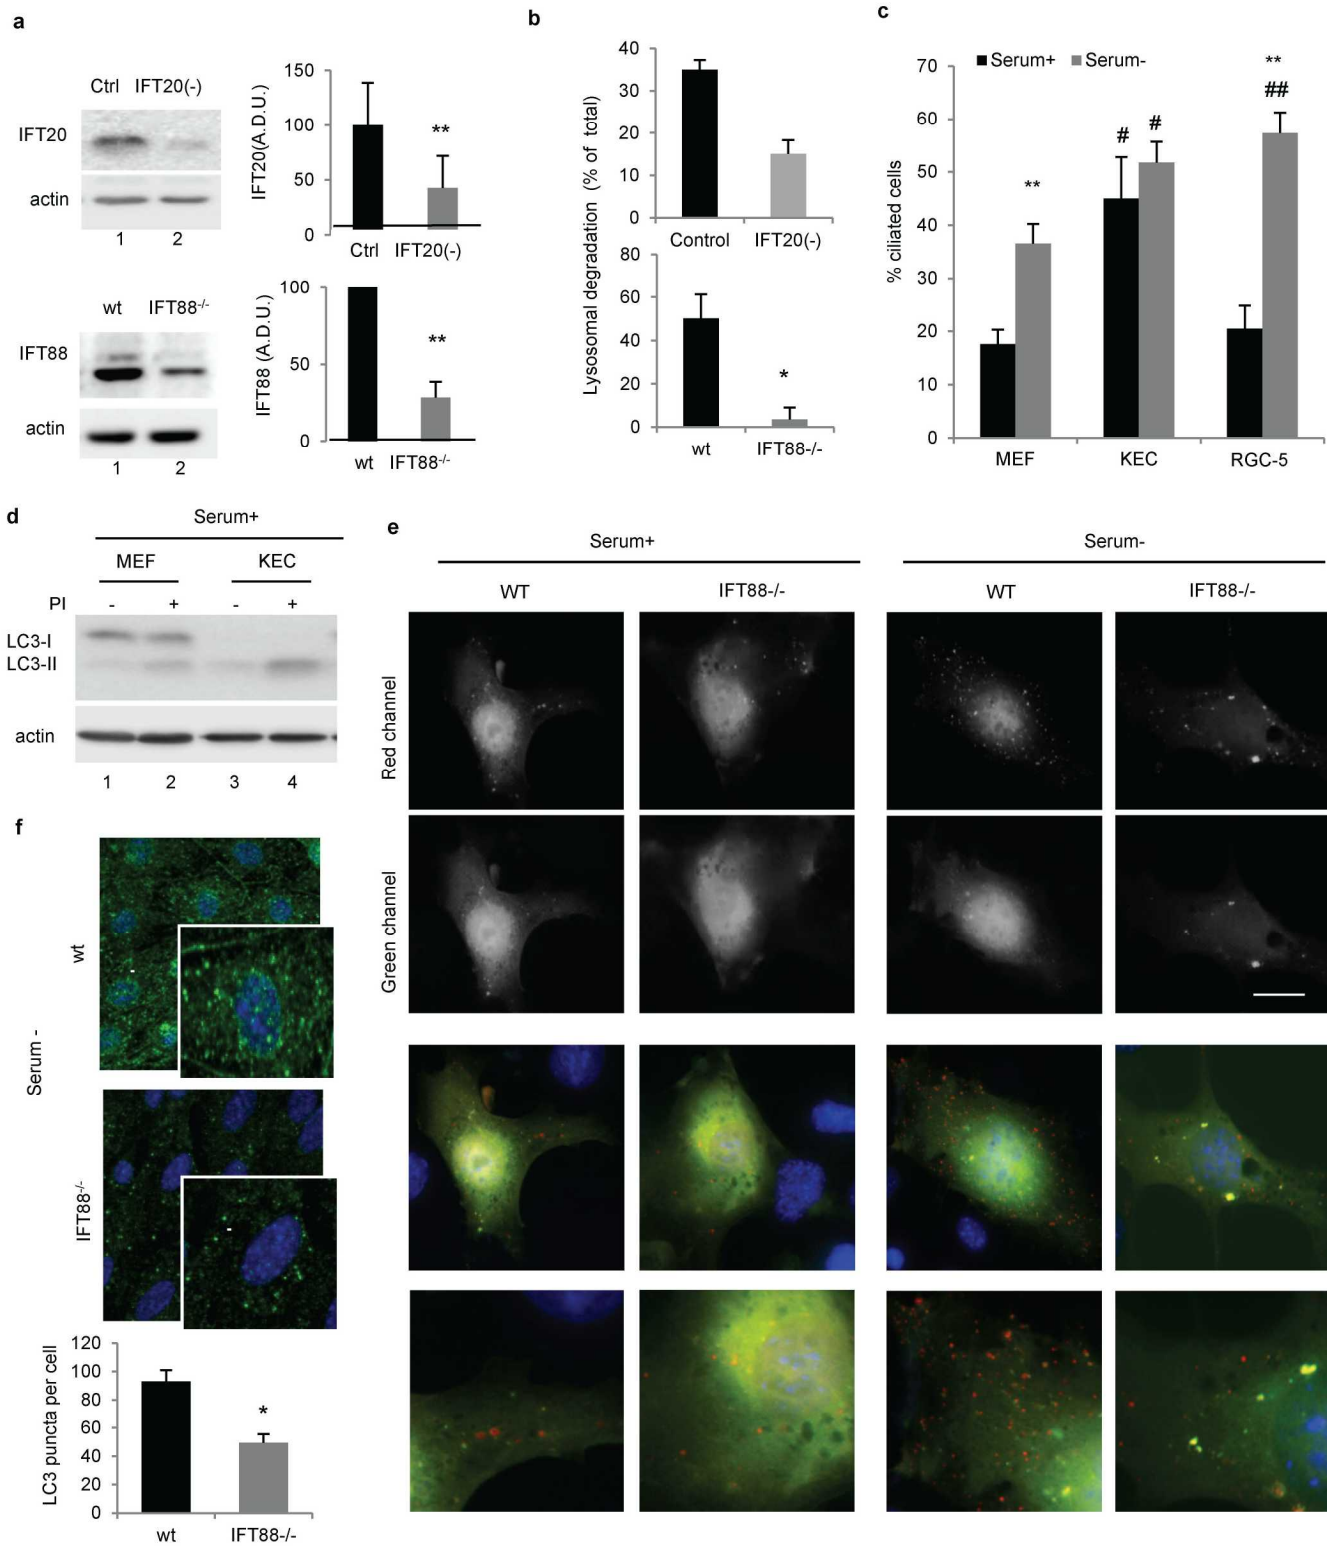 a
Ctrl IFT20(-)
IFT20
actin
1 2
IFT20(A.D.U.)
150
100
50
0
**
Ctrl IFT20(-)
wt IFT88-/-
IFT88
actin
1 2
IFT88 (A.D.U.)
100
50
0
**
wt IFT88-/-
b
Lysosomal degradation (% of total)
40
30
20
10
0
Control IFT20(-)
80
60
40
20
0
*
wt IFT88-/-
c
Serum+ Serum-
% ciliated cells
70
60
50
40
30
20
10
0
**
#
#
**
##
MEF KEC RGC-5
d
Serum+
MEF KEC
PI - + - +
LC3-I
LC3-II
actin
1 2 3 4
e
Serum+ Serum-
WT IFT88-/- WT IFT88-/-
Red channel
Green channel
f
Serum -
wt
IFT88-/-
LC3 puncta per cell
120
100
80
60
40
20
0
*
wt IFT88-/-